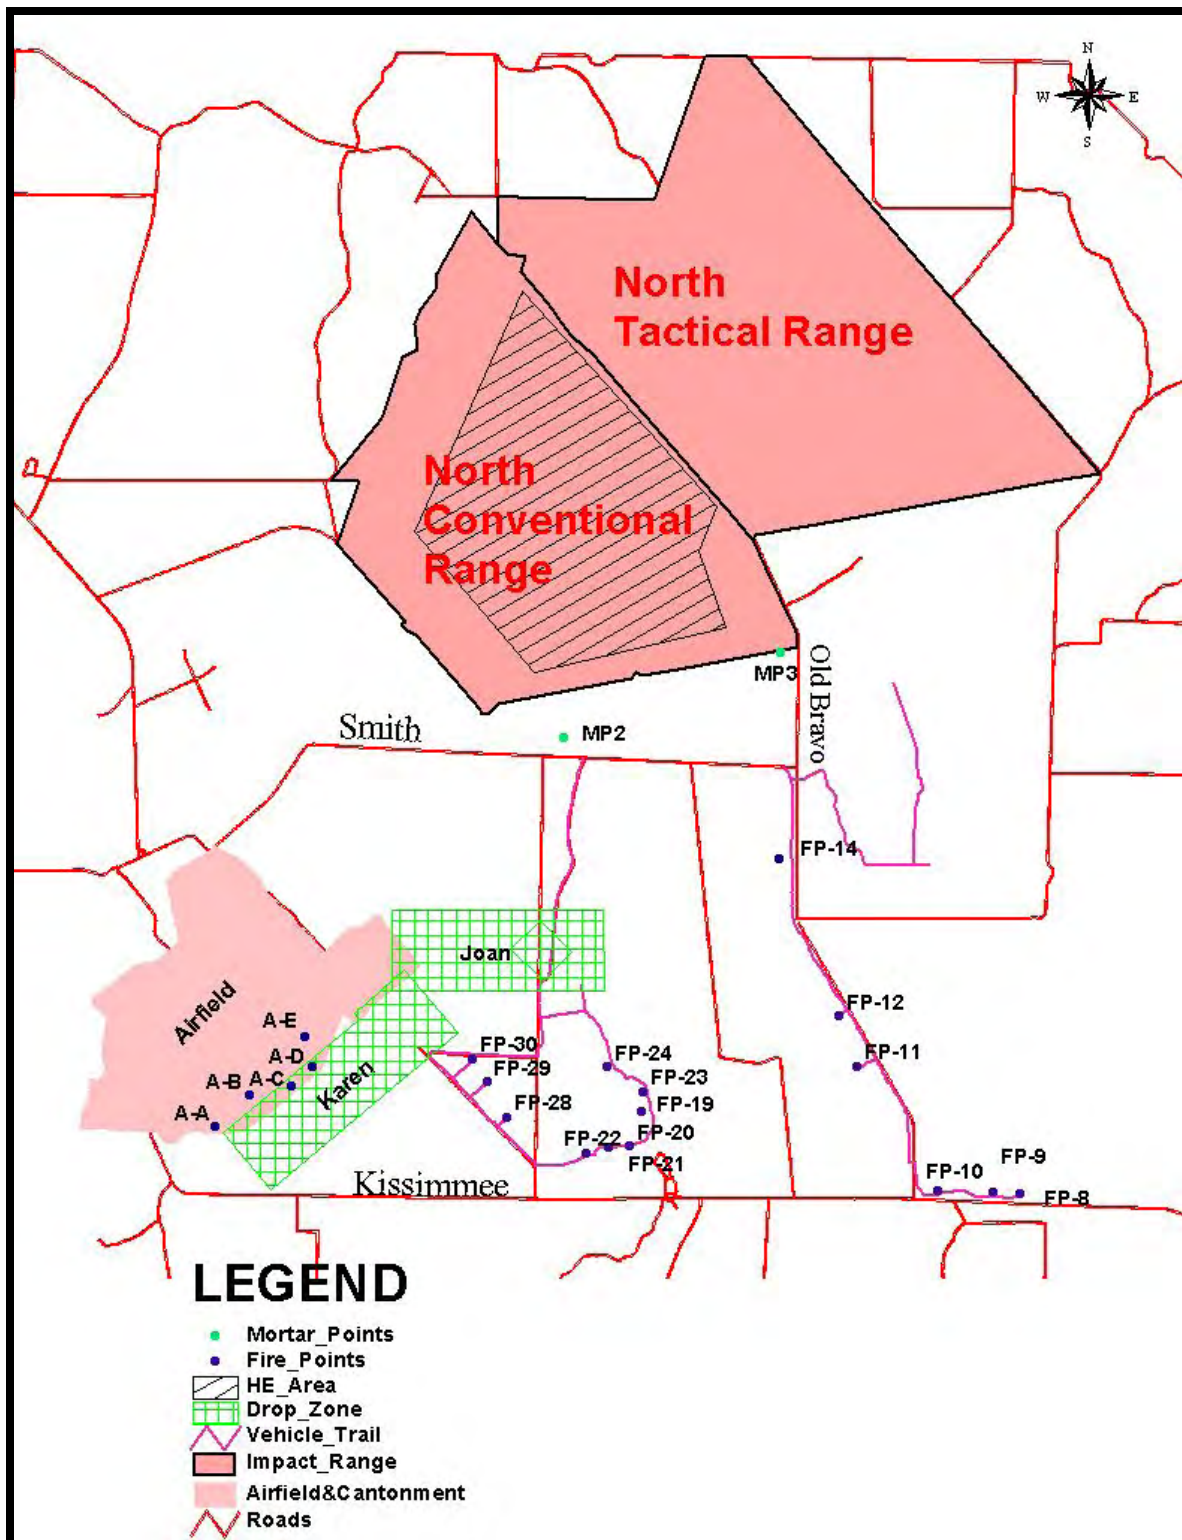 N
W E
S
North
Tactical Range
North
Conventional
Range
MP3
Old Bravo
Smith
MP2
FP-14
Joan
Airfield
A-E
FP-12
A-D
FP-30
FP-24
FP-11
A-C
Karen
FP-29
FP-23
A-B
FP-28
FP-19
A-A
FP-22
FP-20
FP-21
FP-9
FP-10
FP-8
Kissimmee
LEGEND
Mortar_Points
Fire_Points
HE_Area
Drop_Zone
Vehicle_Trail
Impact_Range
Airfield&Cantonment
Roads